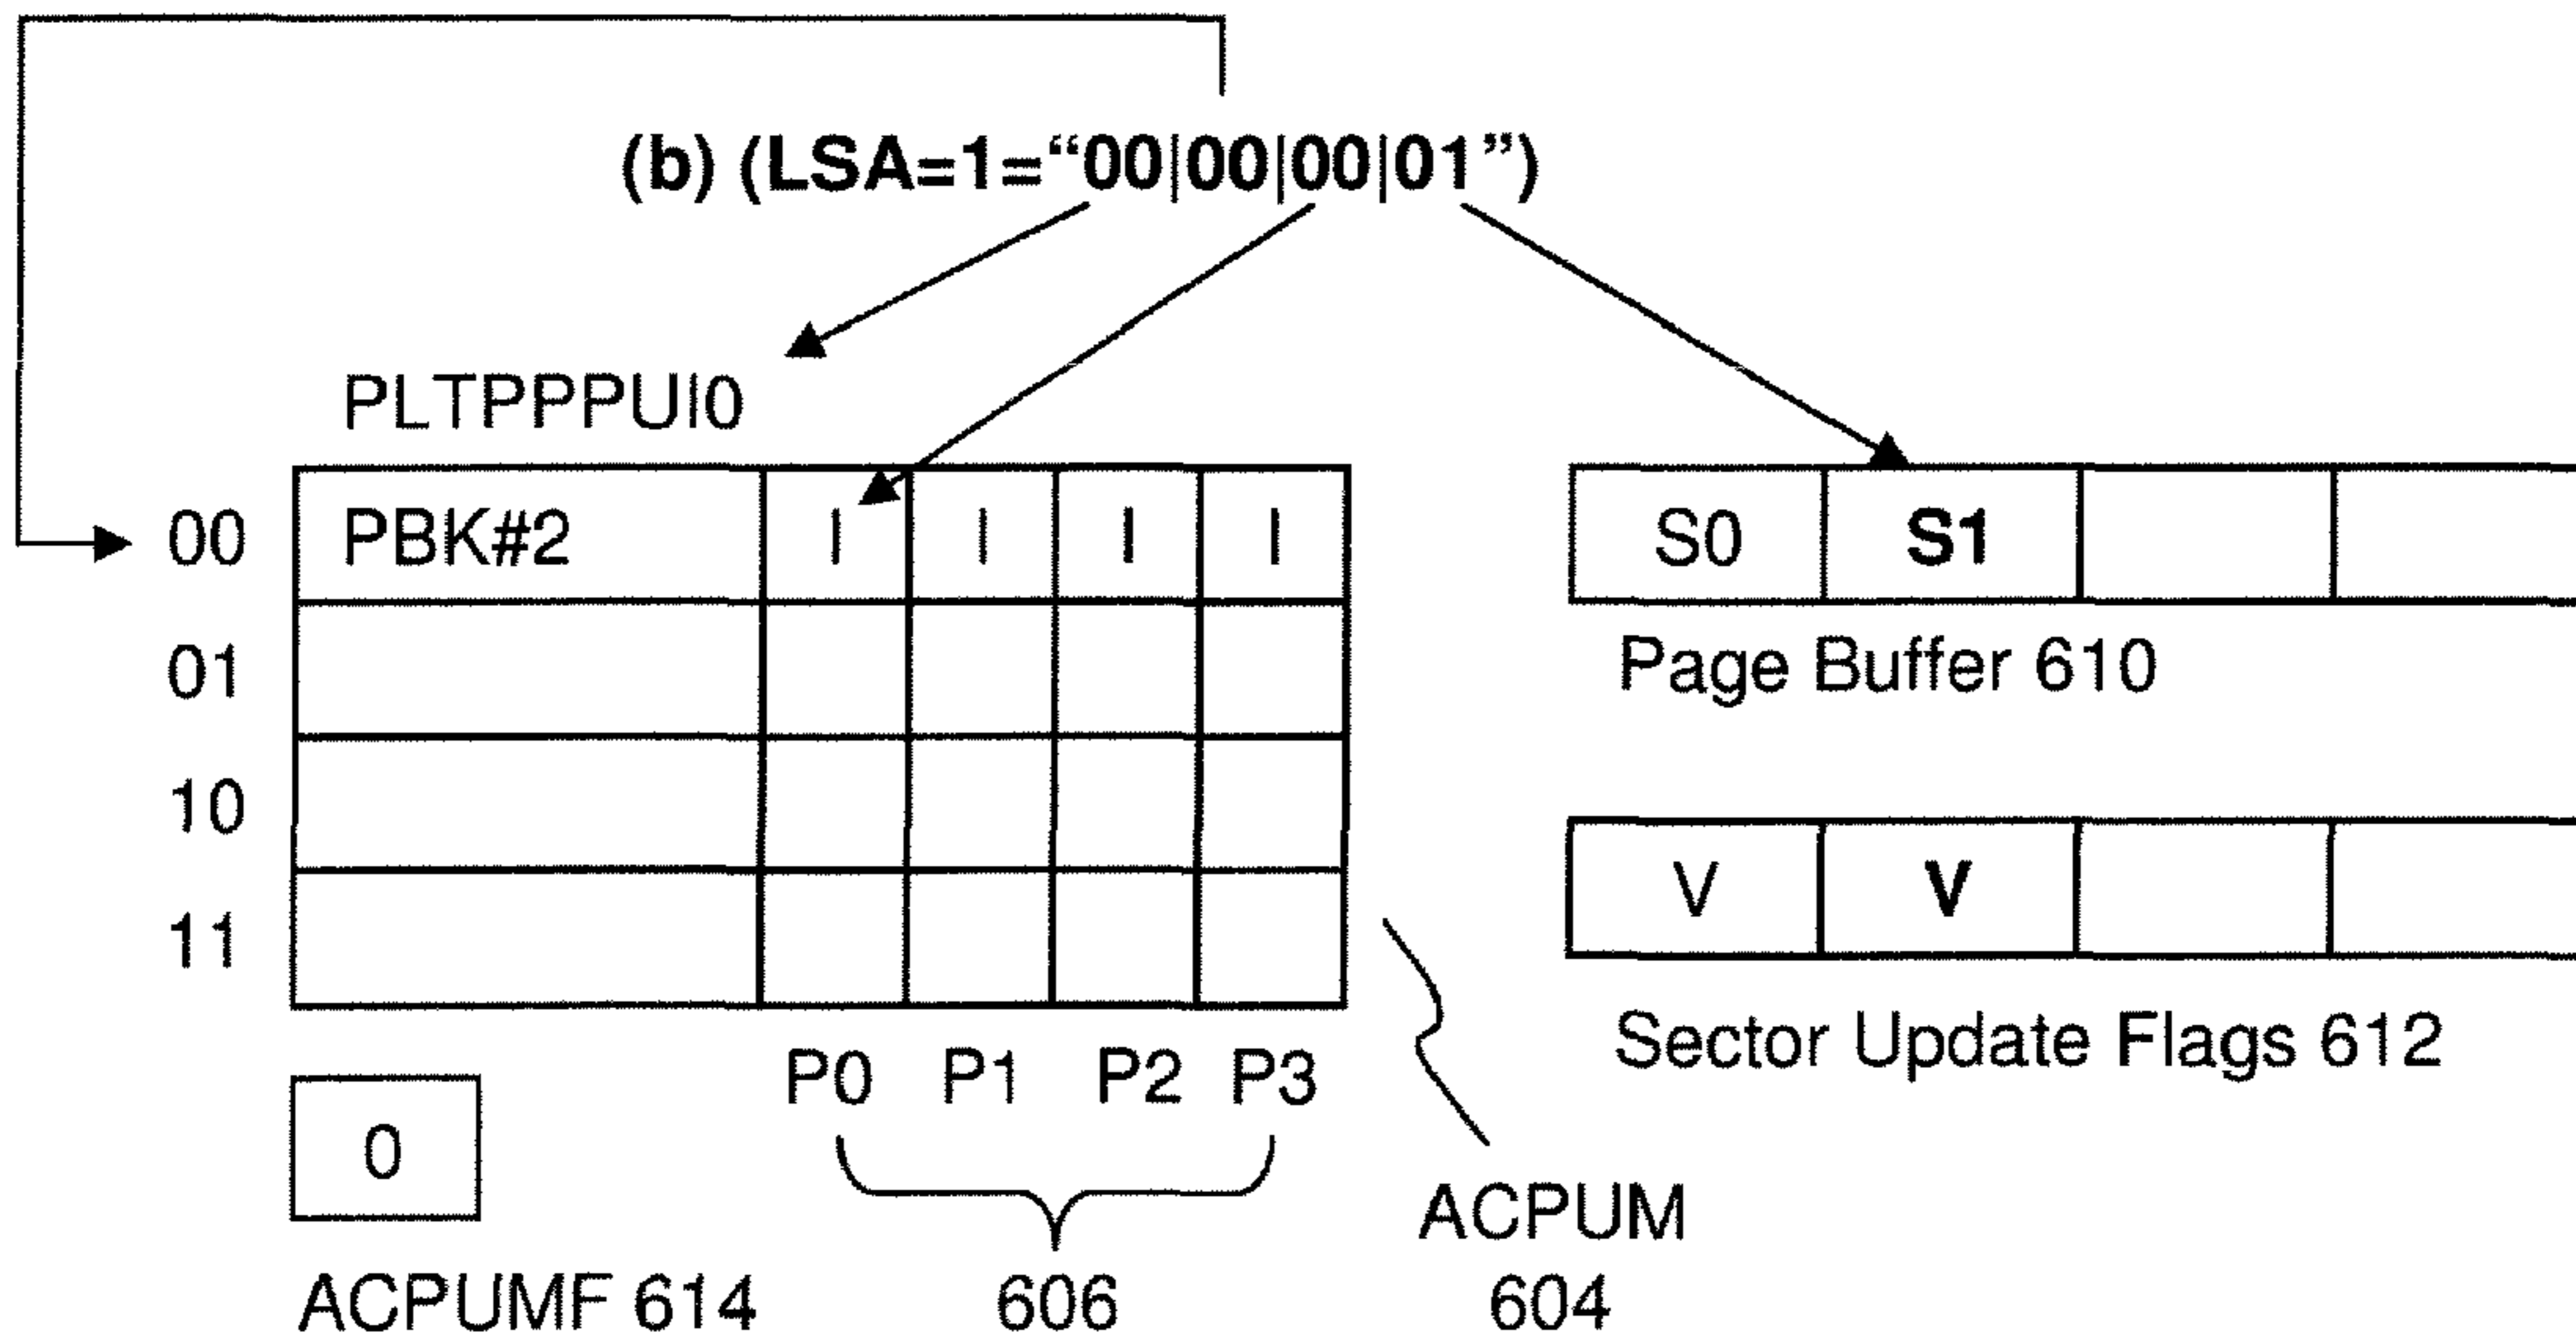 (b) (LSA=1="00|00|00|01")
PLTPPPUI0
00 PBK#2 I I I I
01
10
11
P0 P1 P2 P3
0
ACPUMF 614
606
ACPUM
604
S0 S1
Page Buffer 610
V V
Sector Update Flags 612